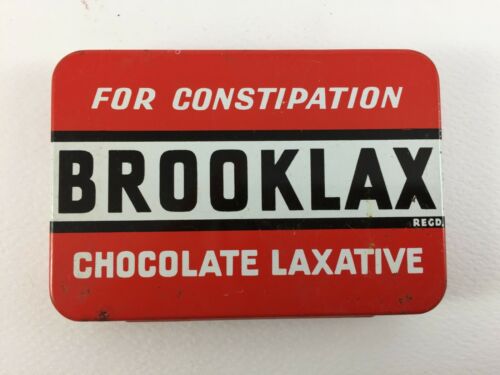 FOR CONSTIPATION
BROOKLAX
REGD.
CHOCOLATE LAXATIVE